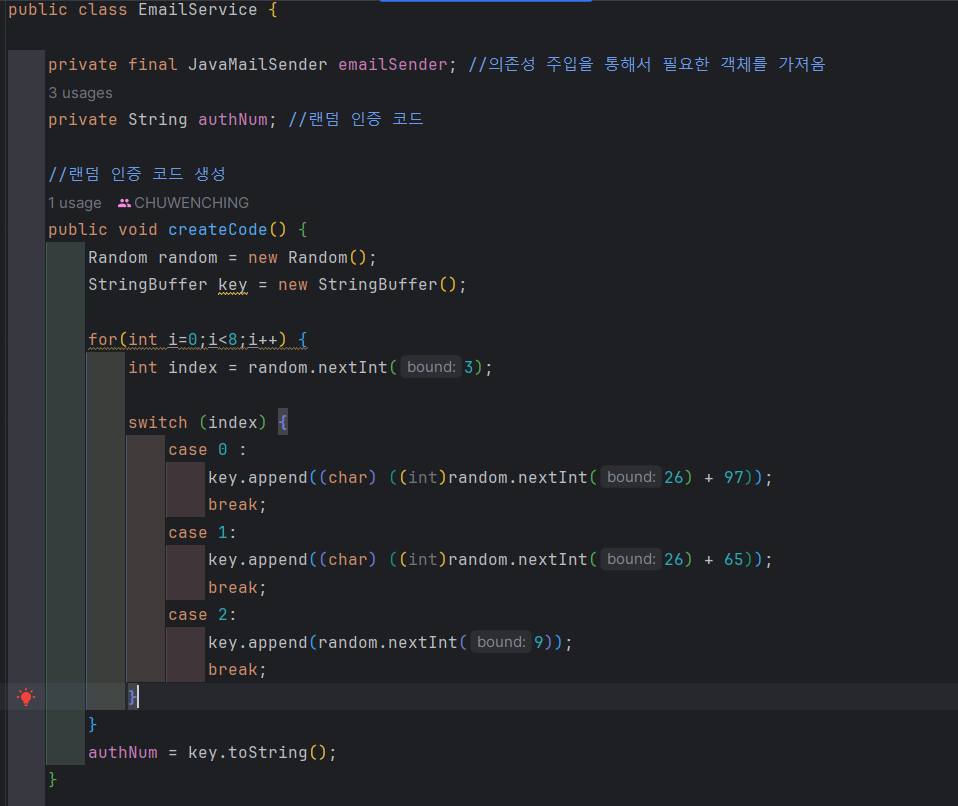 public class EmailService {
private final JavaMailSender emailSender; //의존성 주입을 통해서 필요한 객체를 가져옴
3 usages
private String authNum; //랜덤 인증 코드
//랜덤 인증 코드 생성
1 usage CHUWENCHING
public void createCode() {
Random random = new Random();
StringBuffer key = new StringBuffer();
for(int i=0;i<8;i++) {
int index = random.nextInt( bound: 3);
switch (index) {
case 0 :
key.append((char) ((int)random.nextInt( bound: 26) + 97));
break;
case 1:
key.append((char) ((int)random.nextInt( bound: 26) + 65));
break;
case 2:
key.append(random.nextInt( bound: 9));
break;
}
}
authNum = key.toString();
}